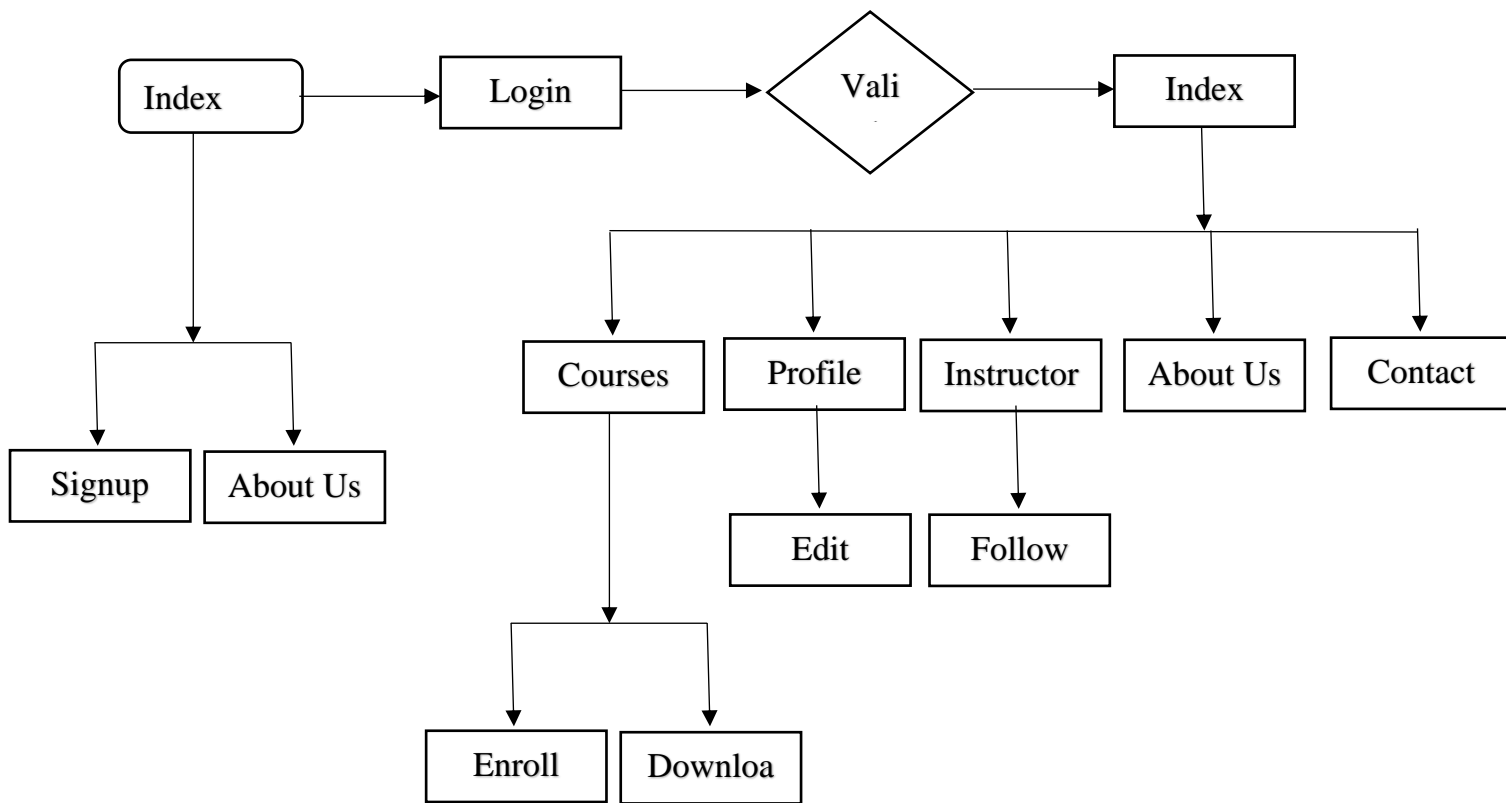 Index
Login
Vali
Index
Courses
Profile
Instructor
About Us
Contact
Signup
About Us
Edit
Follow
Enroll
Downloa